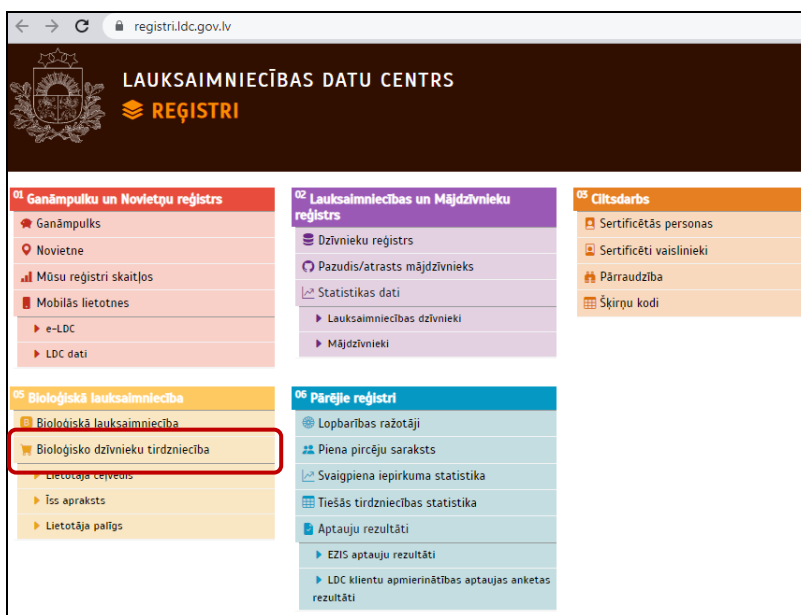 registri.ldc.gov.lv
LAUKSAIMNIECĪBAS DATU CENTRS
REĢISTRI
01 Ganāmpulku un Novietņu reģistrs
Ganāmpulks
Novietne
Mūsu reģistri skaitļos
Mobilās lietotnes
e-LDC
LDC dati
02 Lauksaimniecības un Mājdzīvnieku
reģistrs
Dzīvnieku reģistrs
Pazudis/atrasts mājdzīvnieks
Statistikas dati
Lauksaimniecības dzīvnieki
Mājdzīvnieki
03 Ciltsdarbs
Sertificētās personas
Sertificēti vaislinieki
Pārraudzība
Šķirņu kodi
05 Bioloģiskā lauksaimniecība
Bioloģiskā lauksaimniecība
Bioloģisko dzīvnieku tirdzniecība
Lietotāja ceļvedis
Īss apraksts
Lietotāja palīgs
06 Pārējie reģistri
Lopbarības ražotāji
Piena pircēju saraksts
Svaigpiena iepirkuma statistika
Tiešās tirdzniecības statistika
Aptauju rezultāti
EZIS aptauju rezultāti
LDC klientu apmierinātības aptaujas anketas
rezultāti